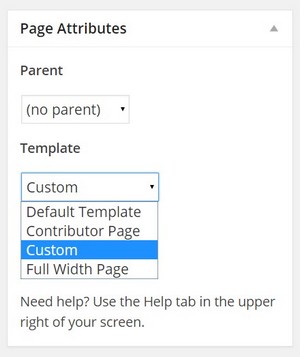 Page Attributes
Parent
(no parent)
Template
Custom
Default Template
Contributor Page
Custom
Full Width Page
Need help? Use the Help tab in the upper
right of your screen.